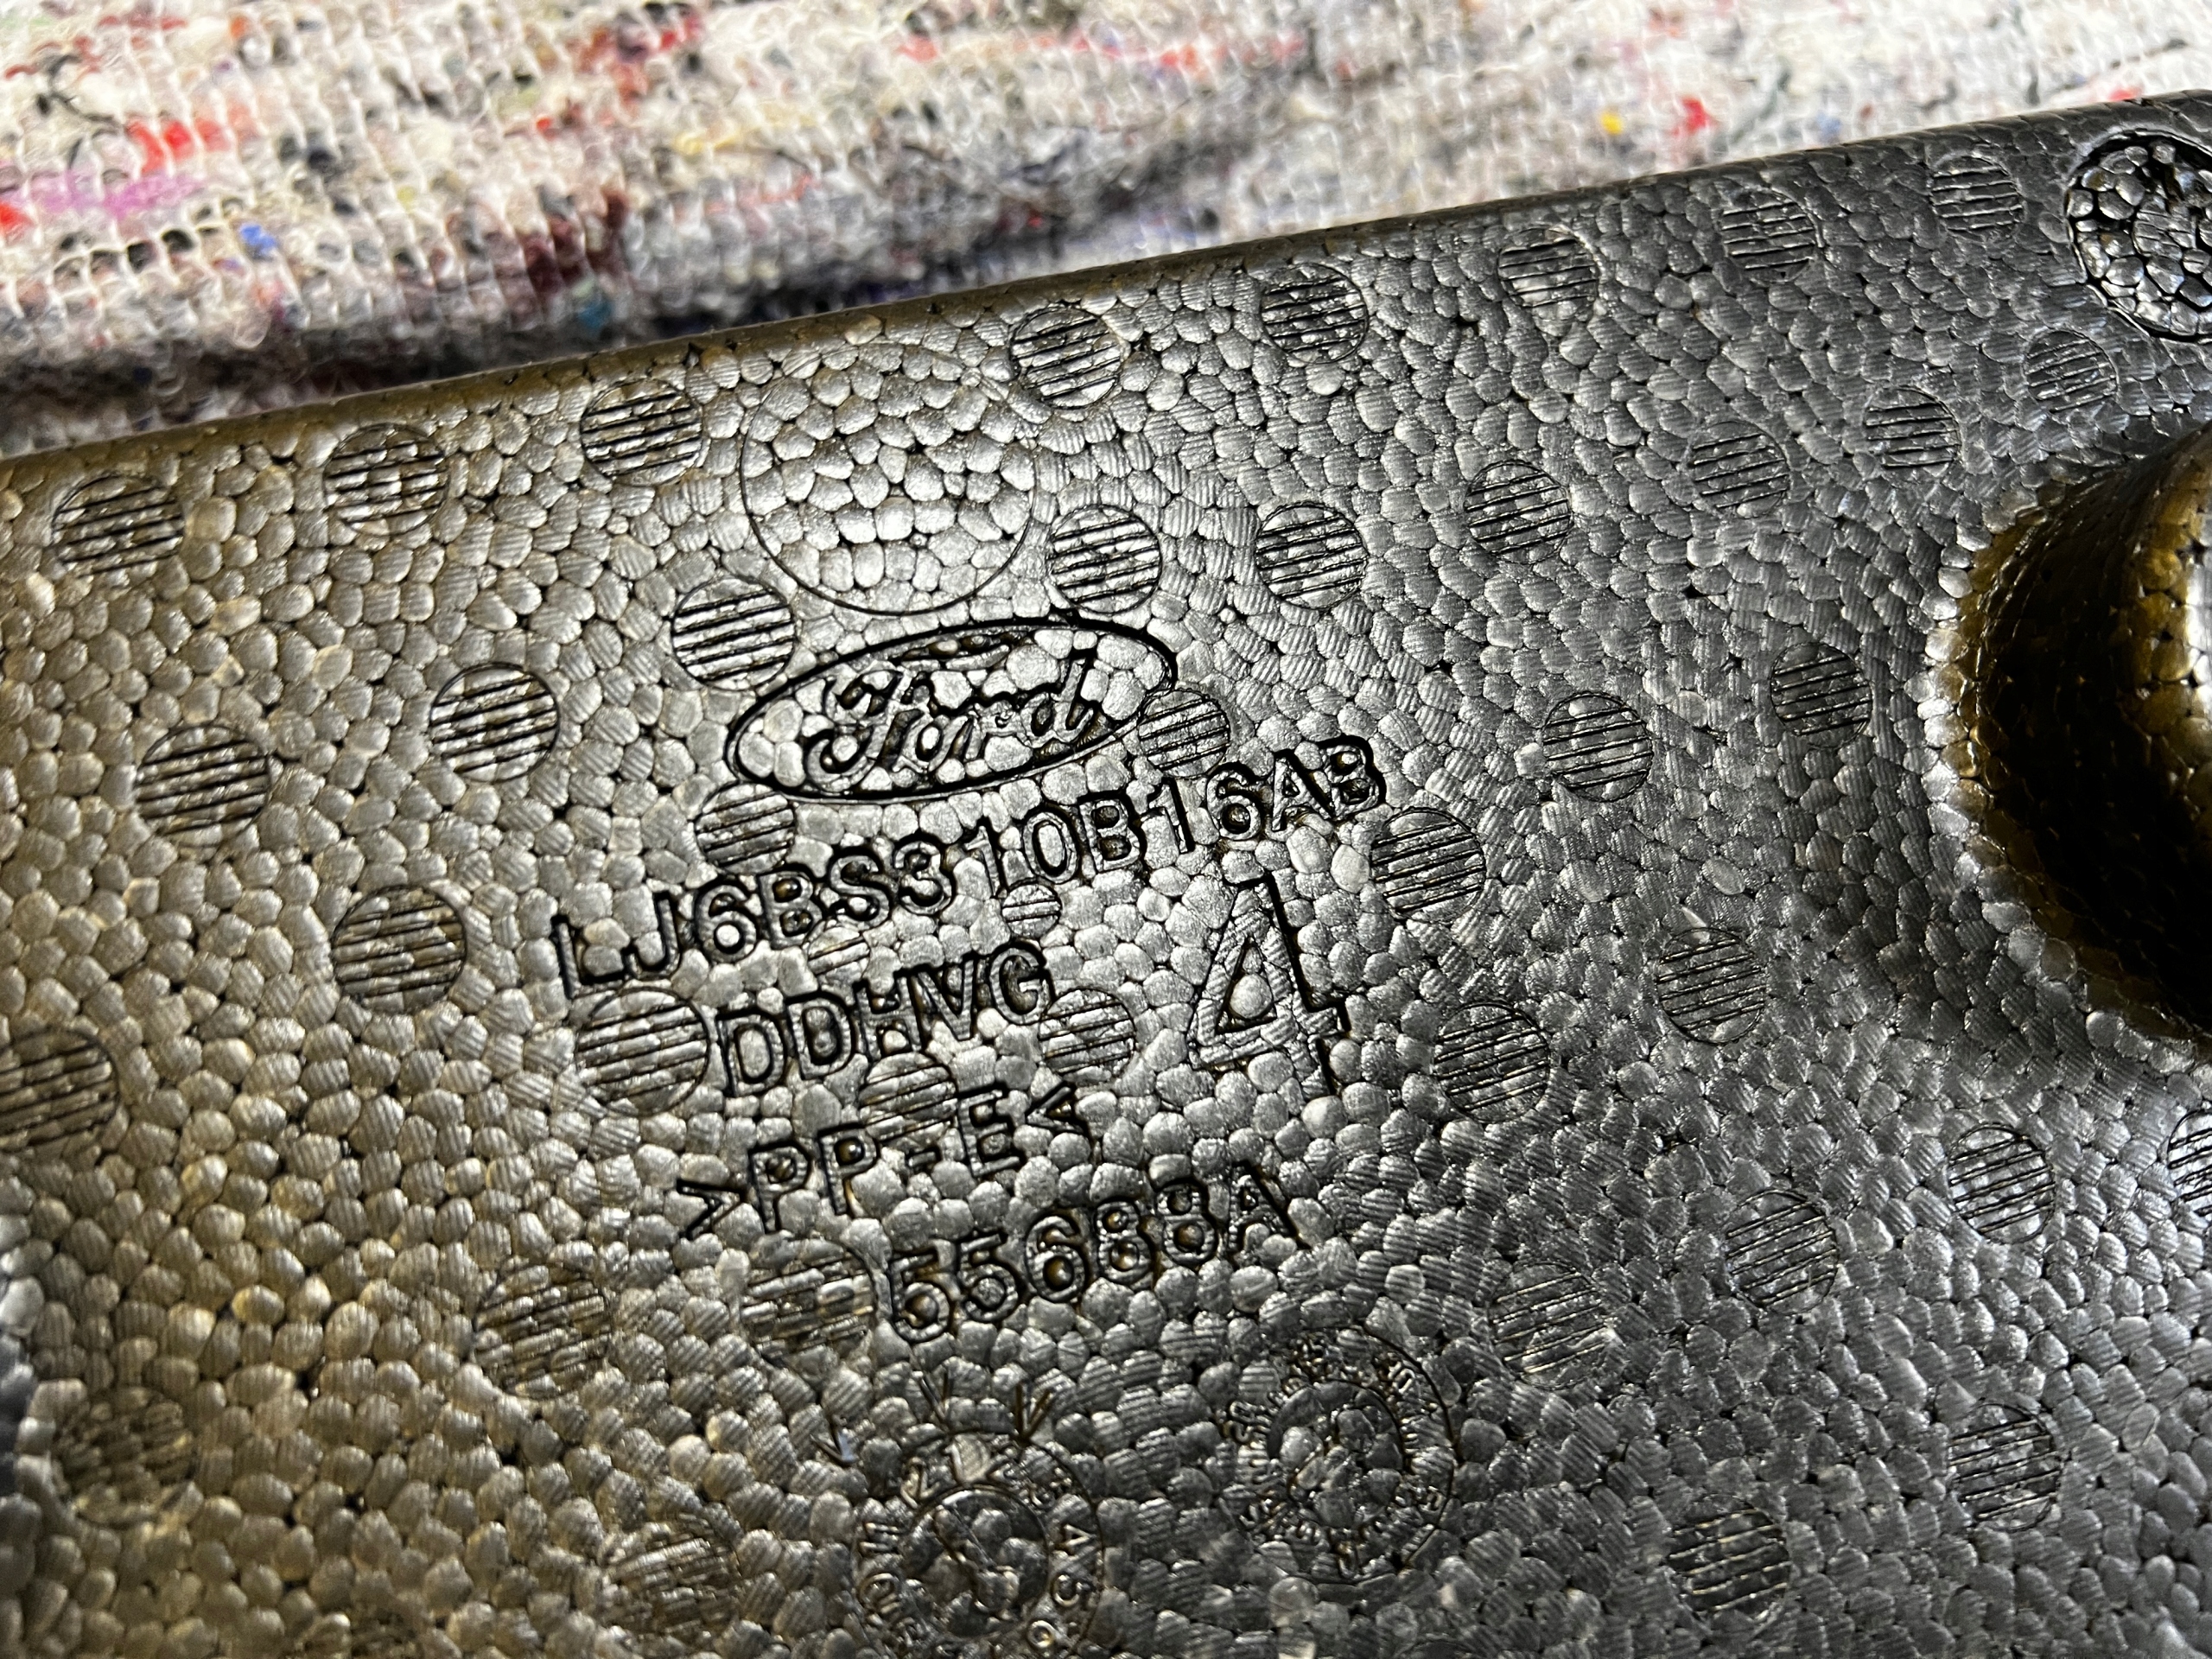 Ford
LJ6BS310B16AB
DDHVG
4
>PP-E<
55688A